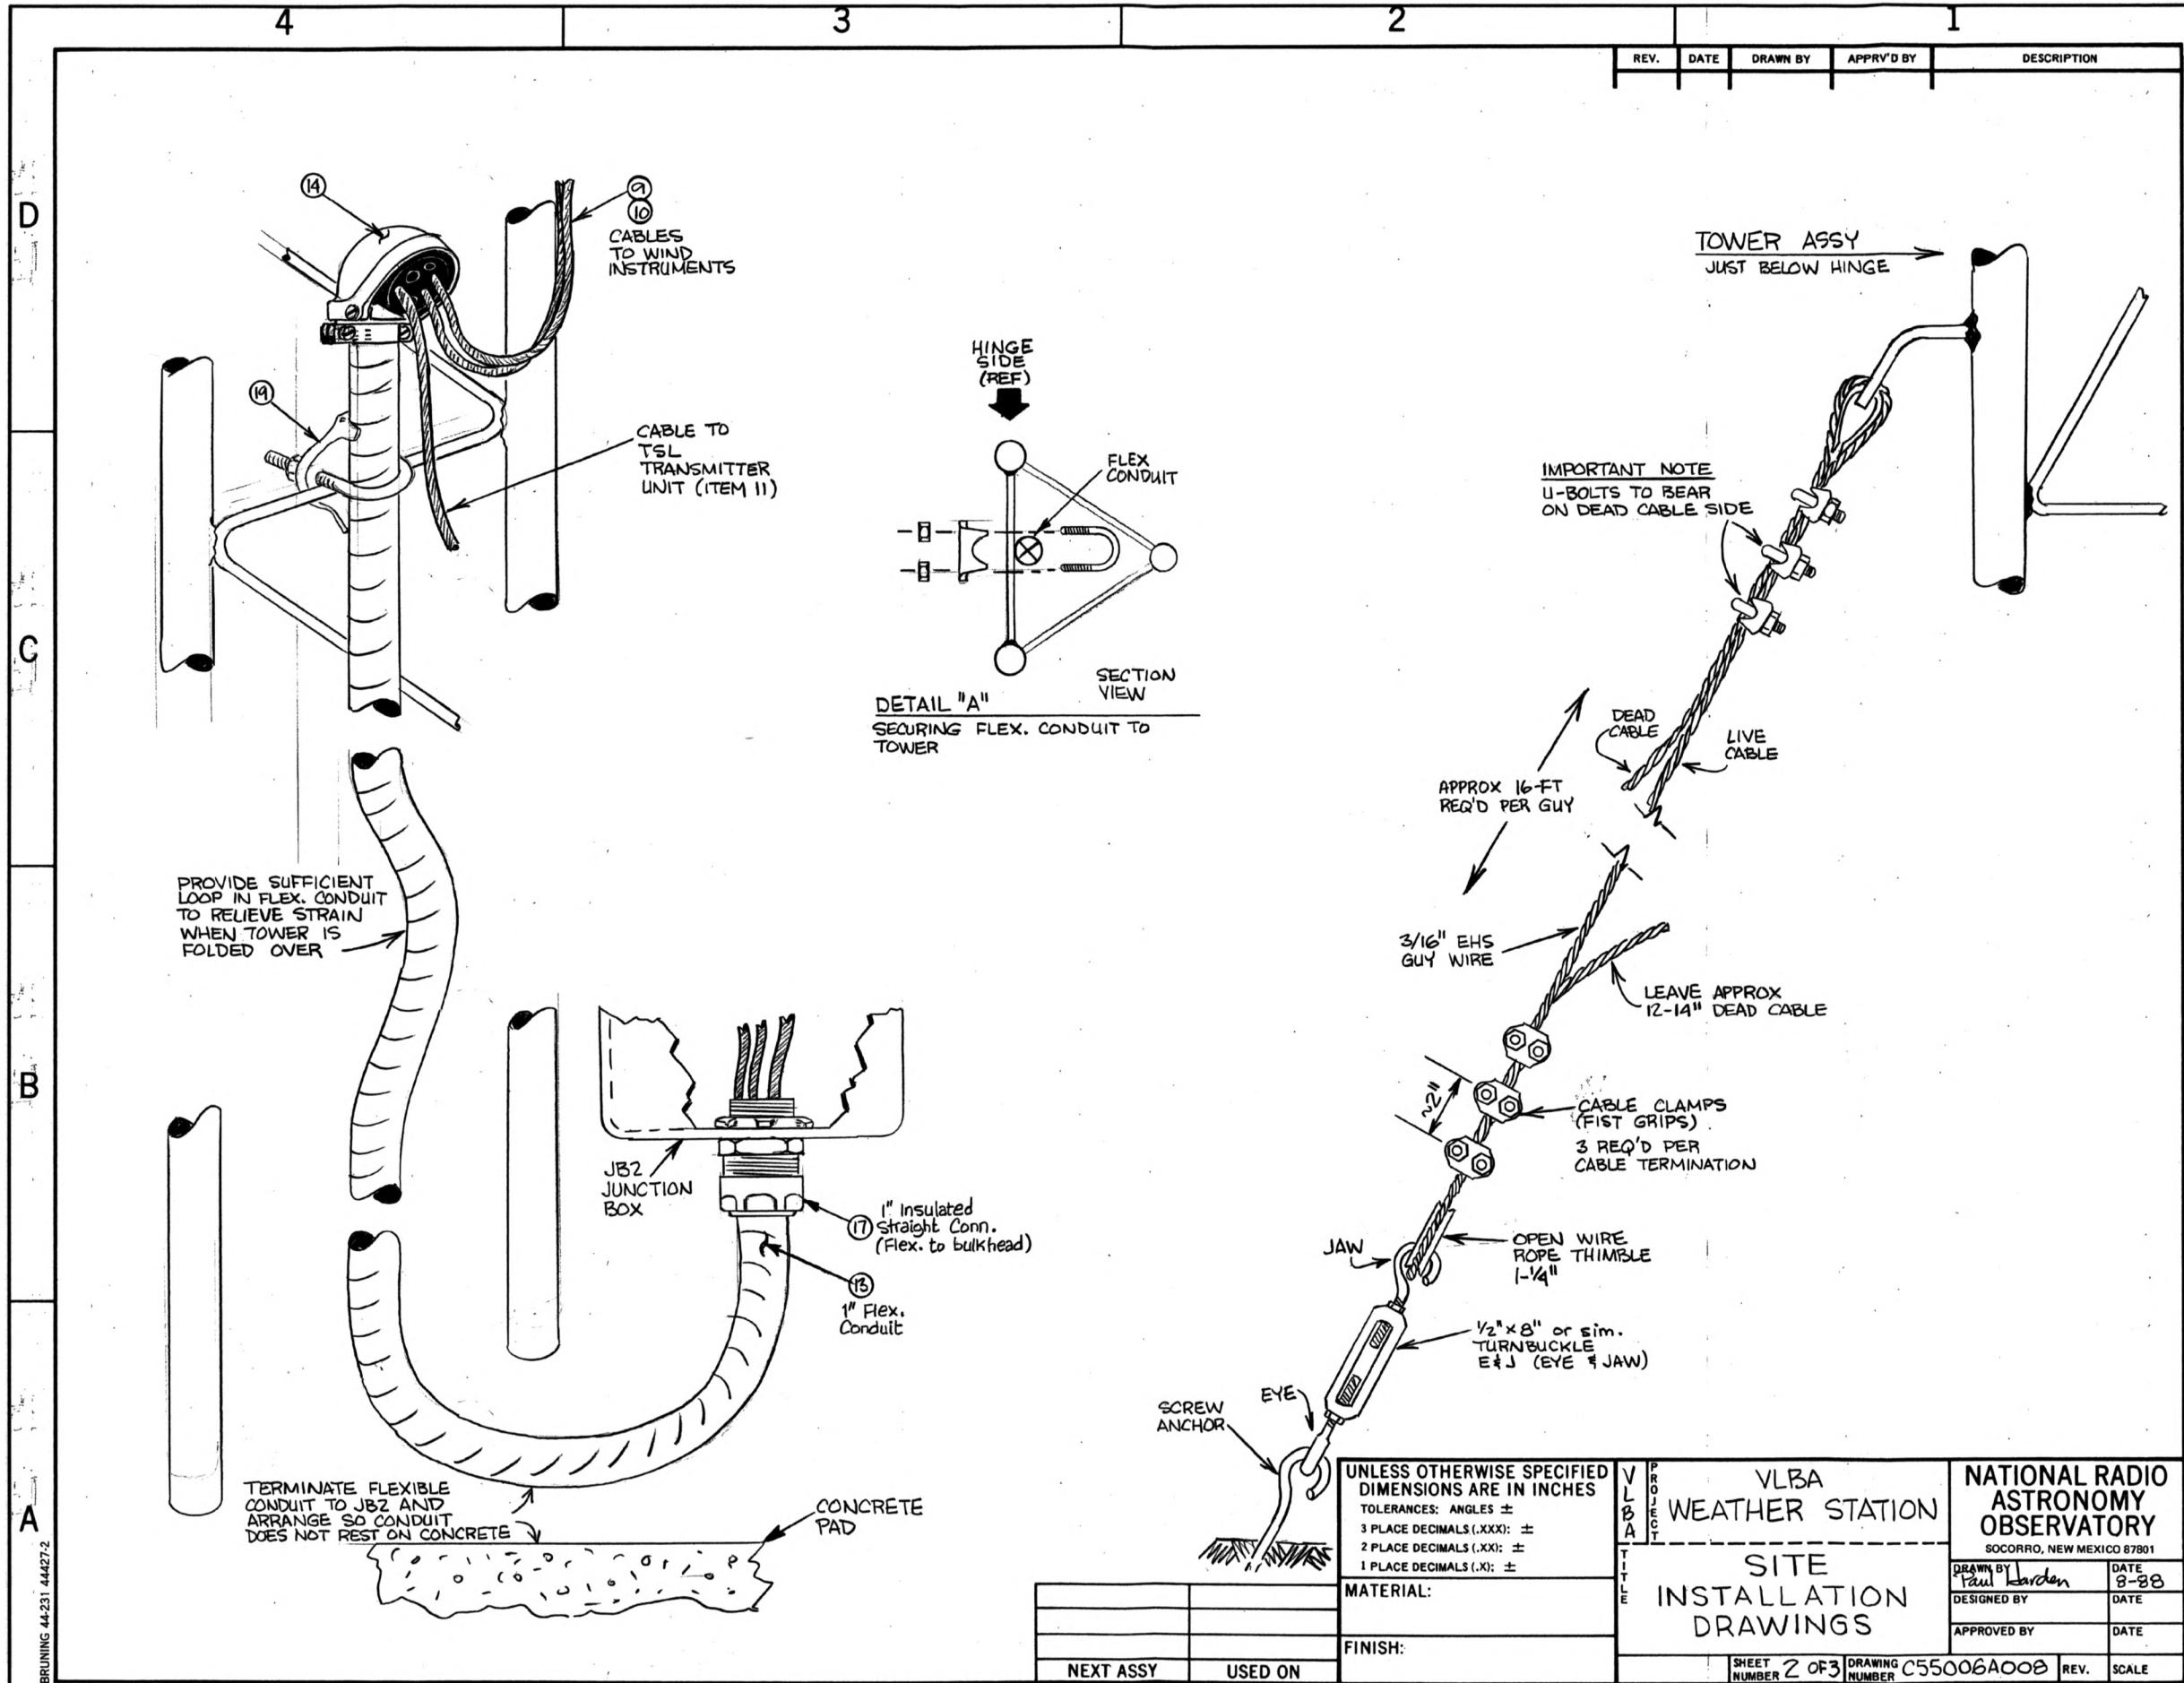 4
3
2
1
REV.
DATE
DRAWN BY
APPRV'D BY
DESCRIPTION
D
C
B
A
14
9
10
CABLES
TO WIND
INSTRUMENTS
19
CABLE TO
TSL
TRANSMITTER
UNIT (ITEM 11)
HINGE
SIDE
(REF)
FLEX
CONDUIT
SECTION
VIEW
DETAIL "A"
SECURING FLEX. CONDUIT TO
TOWER
TOWER ASSY
JUST BELOW HINGE
IMPORTANT NOTE
U-BOLTS TO BEAR
ON DEAD CABLE SIDE
DEAD
CABLE
LIVE
CABLE
APPROX 16-FT
REQ'D PER GUY
PROVIDE SUFFICIENT
LOOP IN FLEX. CONDUIT
TO RELIEVE STRAIN
WHEN TOWER IS
FOLDED OVER
3/16" EHS
GUY WIRE
LEAVE APPROX
12-14" DEAD CABLE
~2"
CABLE CLAMPS
(FIST GRIPS)
3 REQ'D PER
CABLE TERMINATION
JB2
JUNCTION
BOX
17
1" Insulated
Straight Conn.
(Flex. to bulkhead)
13
1" Flex.
Conduit
JAW
OPEN WIRE
ROPE THIMBLE
1-1/4"
1/2" x 8" or sim.
TURNBUCKLE
E&J (EYE & JAW)
EYE
SCREW
ANCHOR
TERMINATE FLEXIBLE
CONDUIT TO JB2 AND
ARRANGE SO CONDUIT
DOES NOT REST ON CONCRETE
CONCRETE
PAD
BRUNING 44-231 44427-2
UNLESS OTHERWISE SPECIFIED
DIMENSIONS ARE IN INCHES
TOLERANCES: ANGLES ±
3 PLACE DECIMALS (.XXX): ±
2 PLACE DECIMALS (.XX): ±
1 PLACE DECIMALS (.X): ±
MATERIAL:
FINISH:
NEXT ASSY
USED ON
VLBA
PROJECT
VLBA
WEATHER STATION
TITLE
SITE
INSTALLATION
DRAWINGS
NATIONAL RADIO
ASTRONOMY
OBSERVATORY
SOCORRO, NEW MEXICO 87801
DRAWN BY
Paul Harden
DATE
8-88
DESIGNED BY
DATE
APPROVED BY
DATE
SHEET
NUMBER 2 OF 3
DRAWING
NUMBER C55006A008
REV.
SCALE